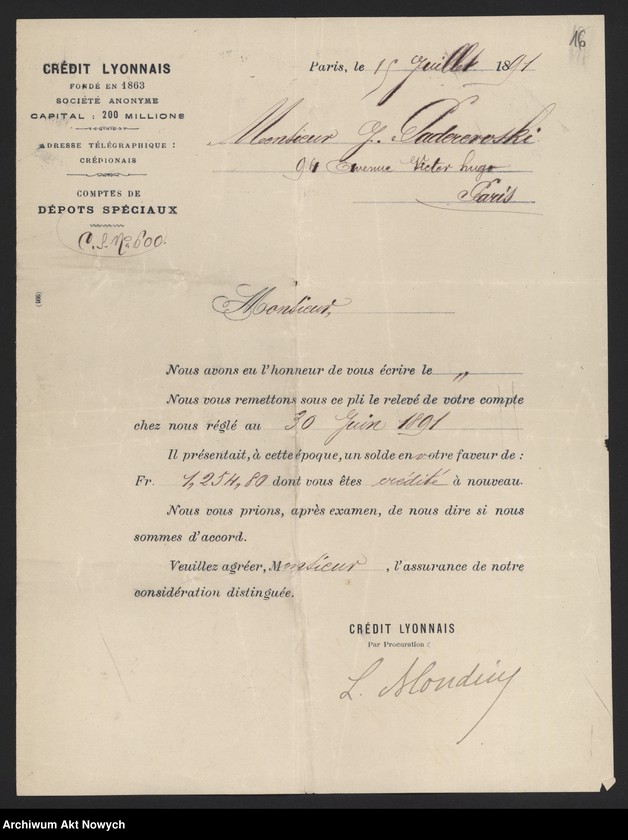 16
CRÉDIT LYONNAIS
FONDÉ EN 1863
SOCIÉTÉ ANONYME
CAPITAL : 200 MILLIONS
ADRESSE TÉLÉGRAPHIQUE :
CRÉDIONAIS
COMPTES DE
DÉPOTS SPÉCIAUX
C.S. No 600.
Paris, le 15 Juillet 1891
Monsieur J. Paderewski
94 Avenue Victor Hugo
Paris
(866)
Monsieur,
Nous avons eu l'honneur de vous écrire le "
Nous vous remettons sous ce pli le relevé de votre compte
chez nous réglé au 30 Juin 1891
Il présentait, à cette époque, un solde en votre faveur de :
Fr. 1,254,80 dont vous êtes crédité à nouveau.
Nous vous prions, après examen, de nous dire si nous
sommes d'accord.
Veuillez agréer, Monsieur, l'assurance de notre
considération distinguée.
CRÉDIT LYONNAIS
Par Procuration :
Archiwum Akt Nowych